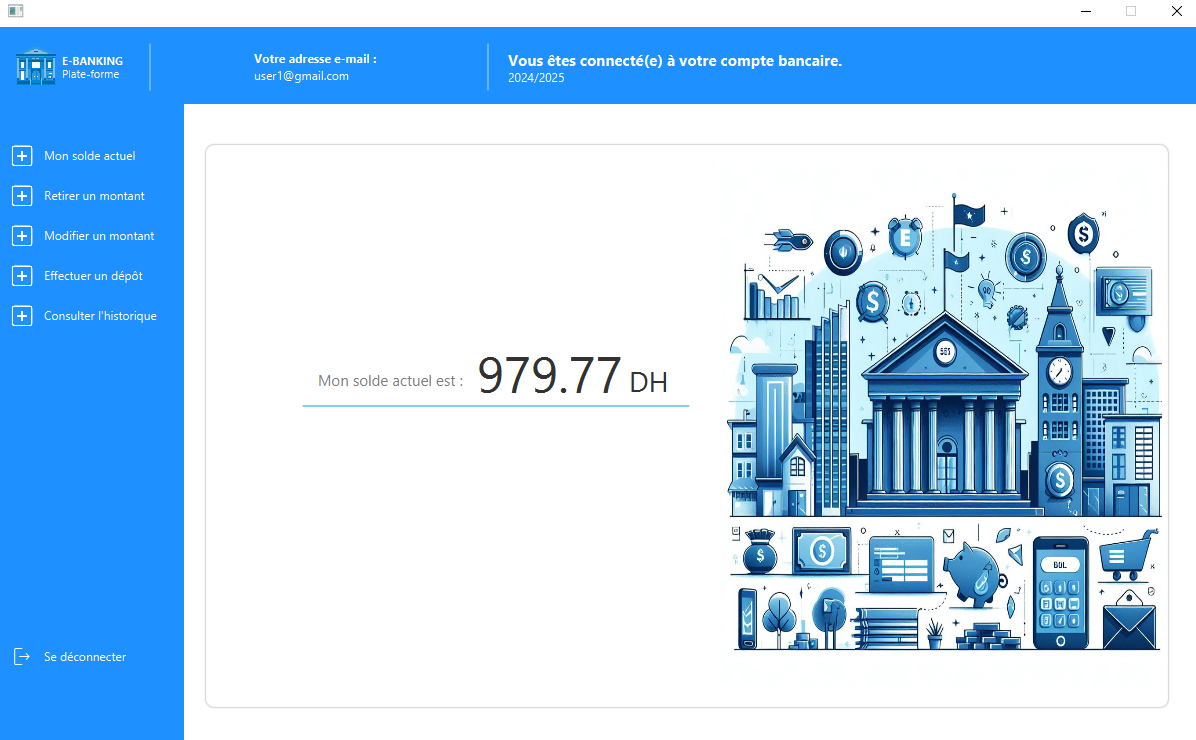 E-BANKING
Plate-forme
Votre adresse e-mail :
user1@gmail.com
Vous êtes connecté(e) à votre compte bancaire.
2024/2025
Mon solde actuel
Retirer un montant
Modifier un montant
Effectuer un dépôt
Consulter l'historique
Se déconnecter
Mon solde actuel est : 979.77 DH